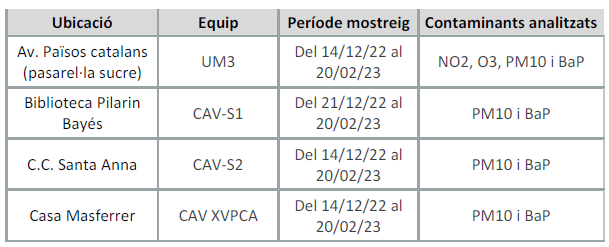 Ubicació Equip Període mostreig Contaminants analitzats
Av. Països catalans
(pasarel·la sucre)
UM3
Del 14/12/22 al
20/02/23
NO2, O3, PM10 i BaP
Biblioteca Pilarin
Bayés
CAV-S1
Del 21/12/22 al
20/02/23
PM10 i BaP
C.C. Santa Anna
CAV-S2
Del 14/12/22 al
20/02/23
PM10 i BaP
Casa Masferrer
CAV XVPCA
Del 14/12/22 al
20/02/23
PM10 i BaP